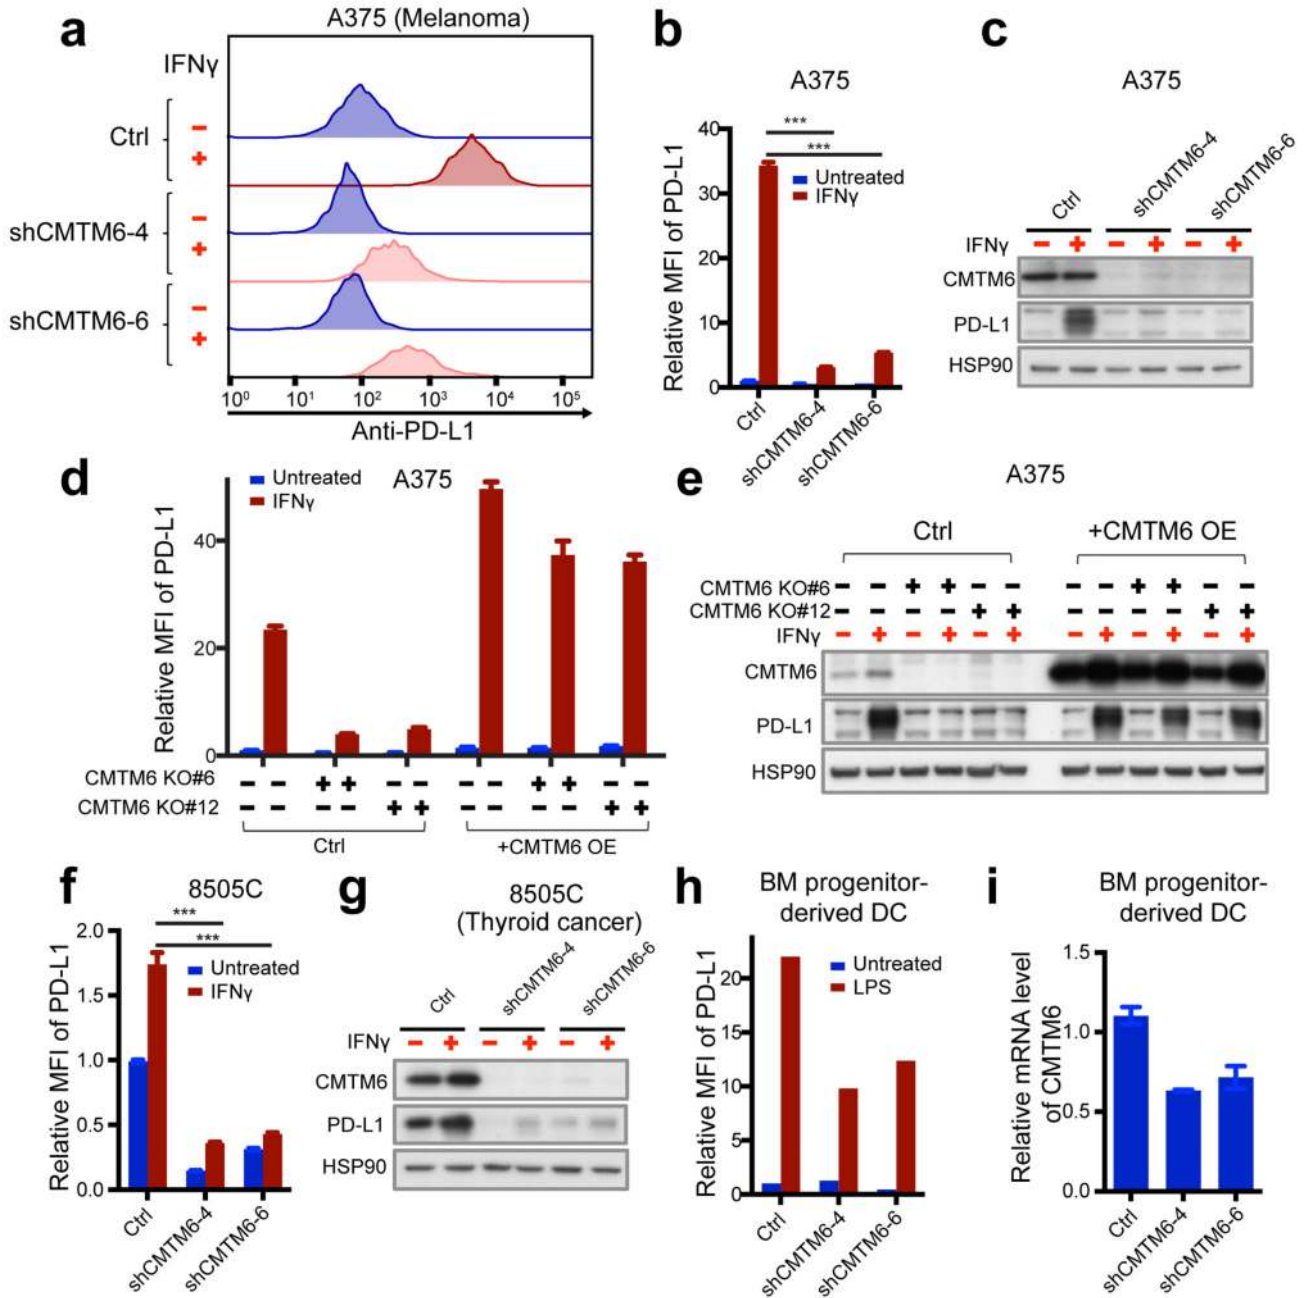 a
A375 (Melanoma)
IFNγ
Ctrl
−
+
shCMTM6-4
−
+
shCMTM6-6
−
+
10⁰ 10¹ 10² 10³ 10⁴ 10⁵
Anti-PD-L1
b
A375
***
***
Untreated
IFNγ
Relative MFI of PD-L1
40
30
20
10
0
Ctrl
shCMTM6-4
shCMTM6-6
c
A375
Ctrl
shCMTM6-4
shCMTM6-6
IFNγ − + − + − +
CMTM6
PD-L1
HSP90
d
Untreated
IFNγ
A375
Relative MFI of PD-L1
40
20
0
CMTM6 KO#6 − − + + − − − − + + − −
CMTM6 KO#12 − − − − + + − − − − + +
Ctrl
+CMTM6 OE
e
A375
Ctrl
+CMTM6 OE
CMTM6 KO#6 − − + + − − − − + + − −
CMTM6 KO#12 − − − − + + − − − − + +
IFNγ − + − + − + − + − + − +
CMTM6
PD-L1
HSP90
f
8505C
***
***
Untreated
IFNγ
Relative MFI of PD-L1
2.0
1.5
1.0
0.5
0.0
Ctrl
shCMTM6-4
shCMTM6-6
g
8505C
(Thyroid cancer)
Ctrl
shCMTM6-4
shCMTM6-6
IFNγ − + − + − +
CMTM6
PD-L1
HSP90
h
BM progenitor-
derived DC
Untreated
LPS
Relative MFI of PD-L1
20
15
10
5
0
Ctrl
shCMTM6-4
shCMTM6-6
i
BM progenitor-
derived DC
Relative mRNA level
of CMTM6
1.5
1.0
0.5
0.0
Ctrl
shCMTM6-4
shCMTM6-6